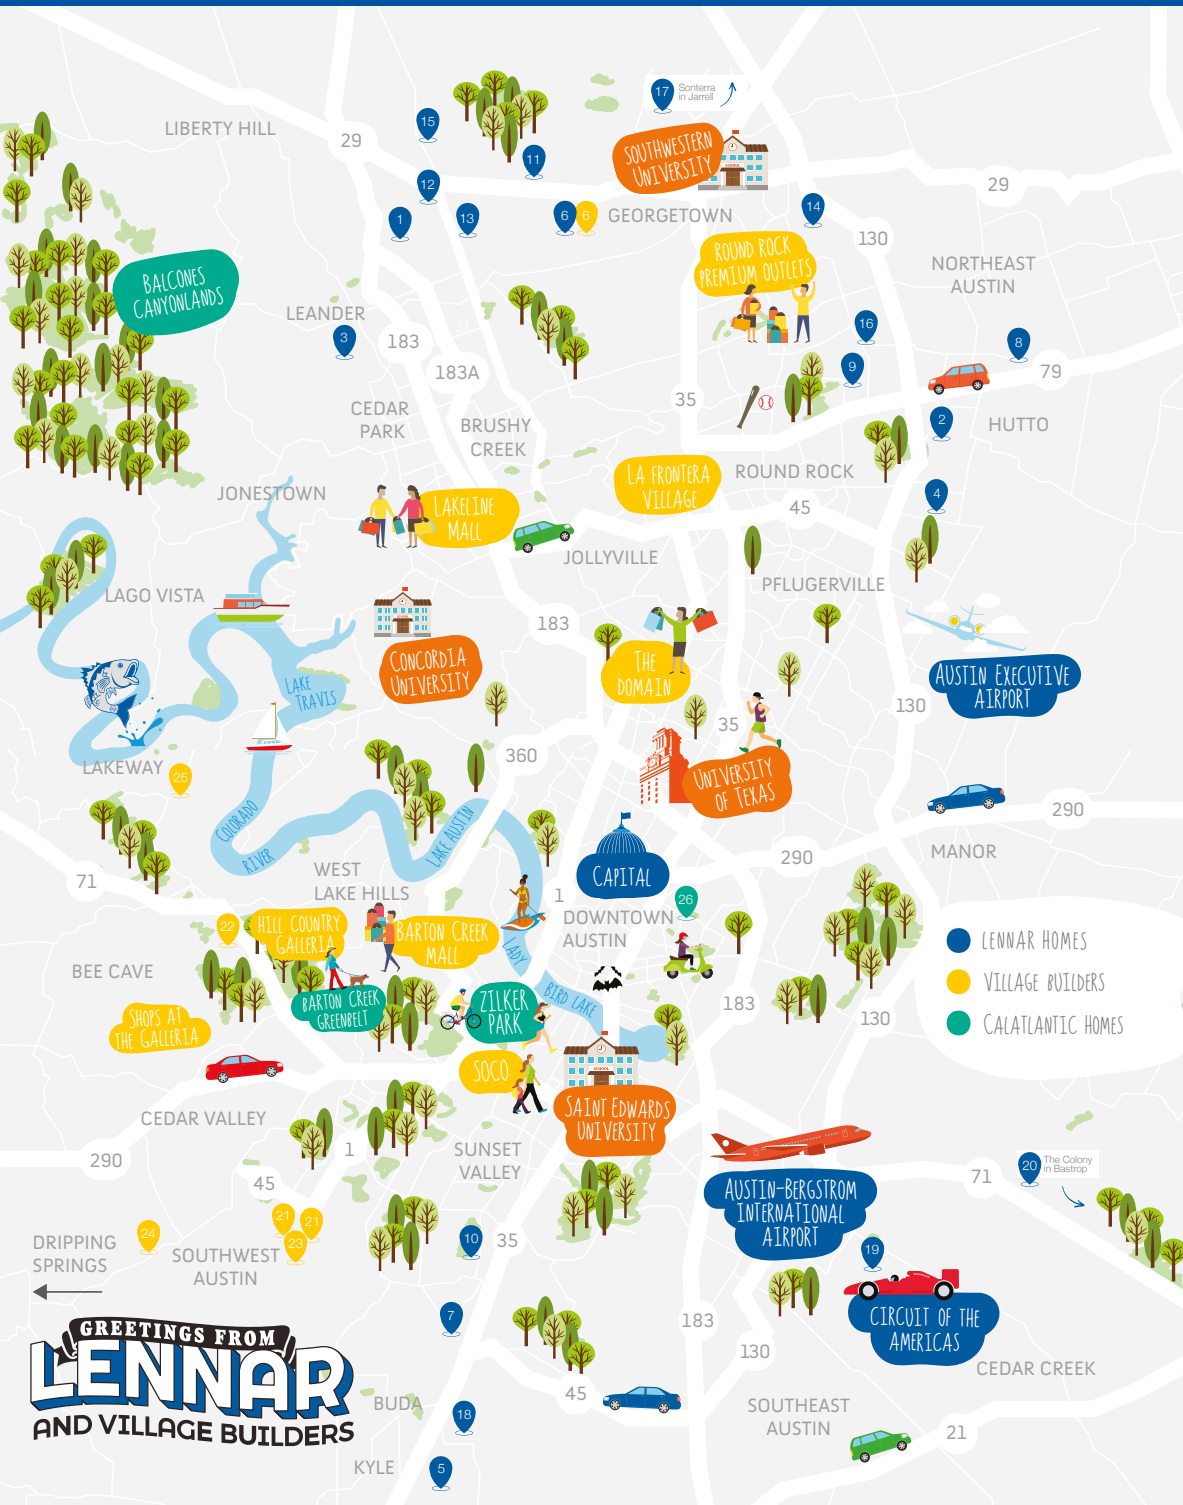 17
Sonterra
in Jarrell
15
LIBERTY HILL
29
SOUTHWESTERN
UNIVERSITY
SCHOOL
11
12
29
1
13
6
6
GEORGETOWN
14
130
ROUND ROCK
PREMIUM OUTLETS
NORTHEAST
AUSTIN
BALCONES
CANYONLANDS
LEANDER
3
183
16
8
183A
9
79
35
CEDAR
PARK
BRUSHY
CREEK
2
HUTTO
LA FRONTERA
VILLAGE
ROUND ROCK
JONESTOWN
LAKELINE
MALL
4
45
JOLLYVILLE
PFLUGERVILLE
LAGO VISTA
183
CONCORDIA
UNIVERSITY
THE
DOMAIN
AUSTIN EXECUTIVE
AIRPORT
LAKE
TRAVIS
130
35
360
LAKEWAY
25
UNIVERSITY
OF TEXAS
290
COLORADO
RIVER
LAKE AUSTIN
CAPITAL
290
MANOR
WEST
LAKE HILLS
71
1
26
DOWNTOWN
AUSTIN
22
HILL COUNTRY
GALLERIA
BARTON CREEK
MALL
LADY
BIRD LAKE
LENNAR HOMES
VILLAGE BUILDERS
CALATLANTIC HOMES
BEE CAVE
BARTON CREEK
GREENBELT
ZILKER
PARK
183
130
SHOPS AT
THE GALLERIA
SOCO
SCHOOL
SAINT EDWARDS
UNIVERSITY
CEDAR VALLEY
290
1
SUNSET
VALLEY
45
71
20
The Colony
in Bastrop
AUSTIN-BERGSTROM
INTERNATIONAL
AIRPORT
21
21
23
24
DRIPPING
SPRINGS
SOUTHWEST
AUSTIN
10
35
19
CIRCUIT OF THE
AMERICAS
7
183
130
CEDAR CREEK
GREETINGS FROM
LENNAR
AND VILLAGE BUILDERS
45
BUDA
18
SOUTHEAST
AUSTIN
21
KYLE
5